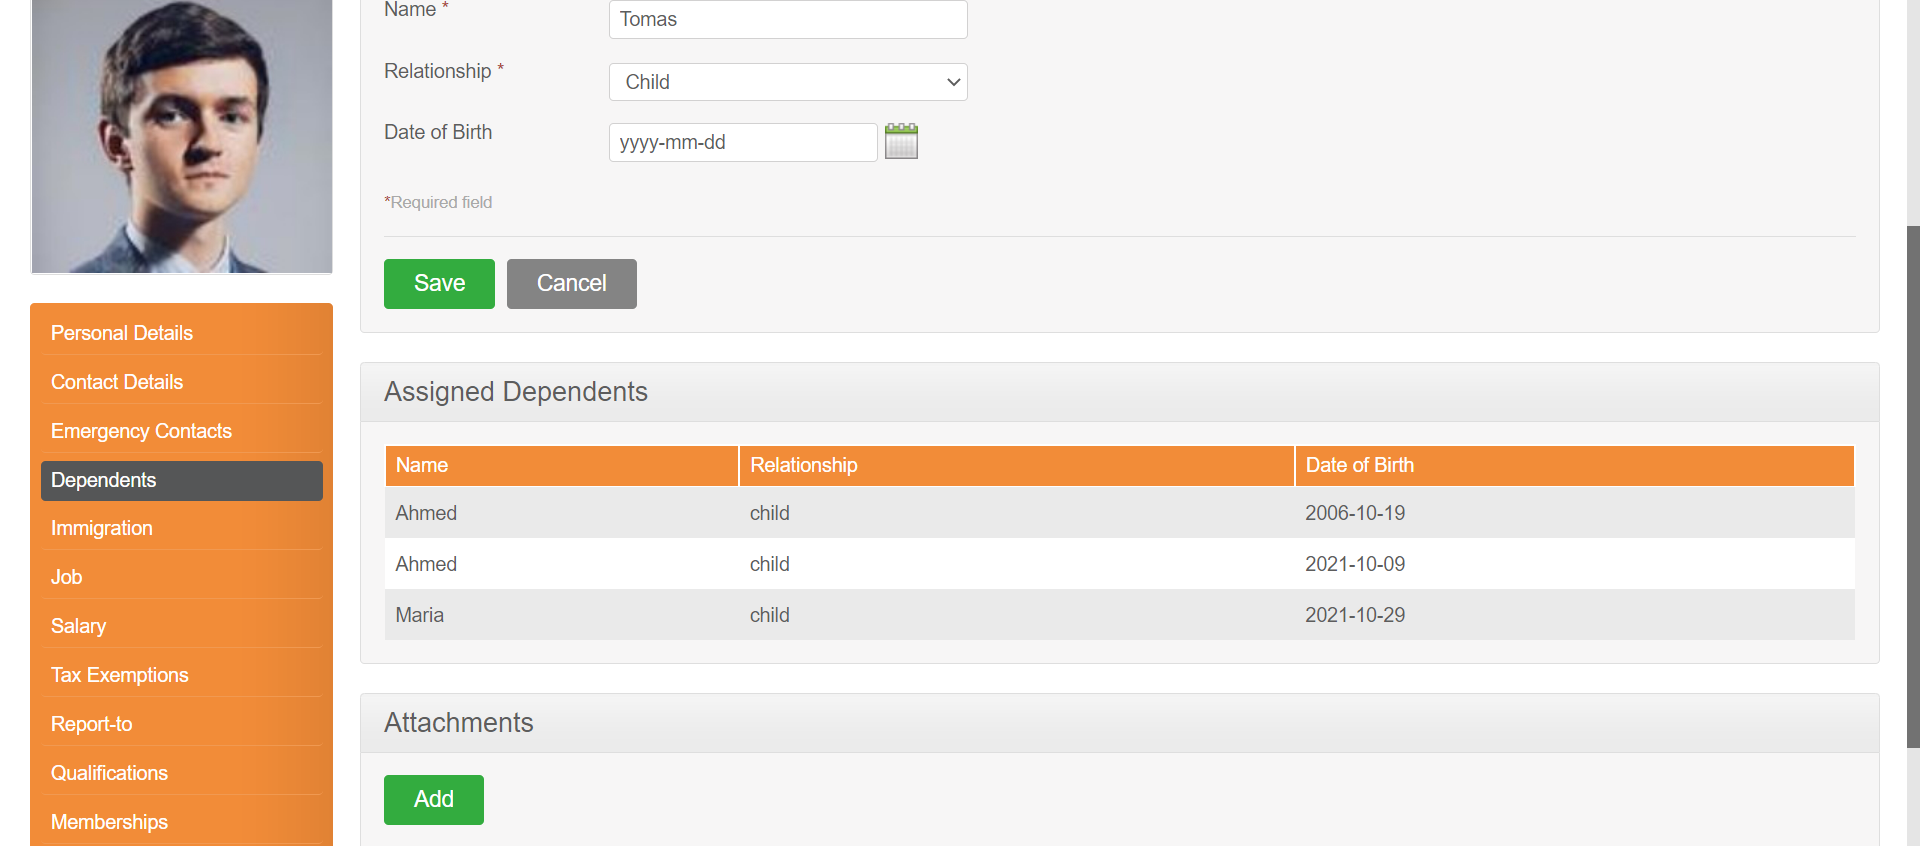 Name *
Tomas
Relationship *
Child
Date of Birth
yyyy-mm-dd
*Required field
Save Cancel
Personal Details
Contact Details
Emergency Contacts
Dependents
Immigration
Job
Salary
Tax Exemptions
Report-to
Qualifications
Memberships
Assigned Dependents
Name Relationship Date of Birth
Ahmed child 2006-10-19
Ahmed child 2021-10-09
Maria child 2021-10-29
Attachments
Add